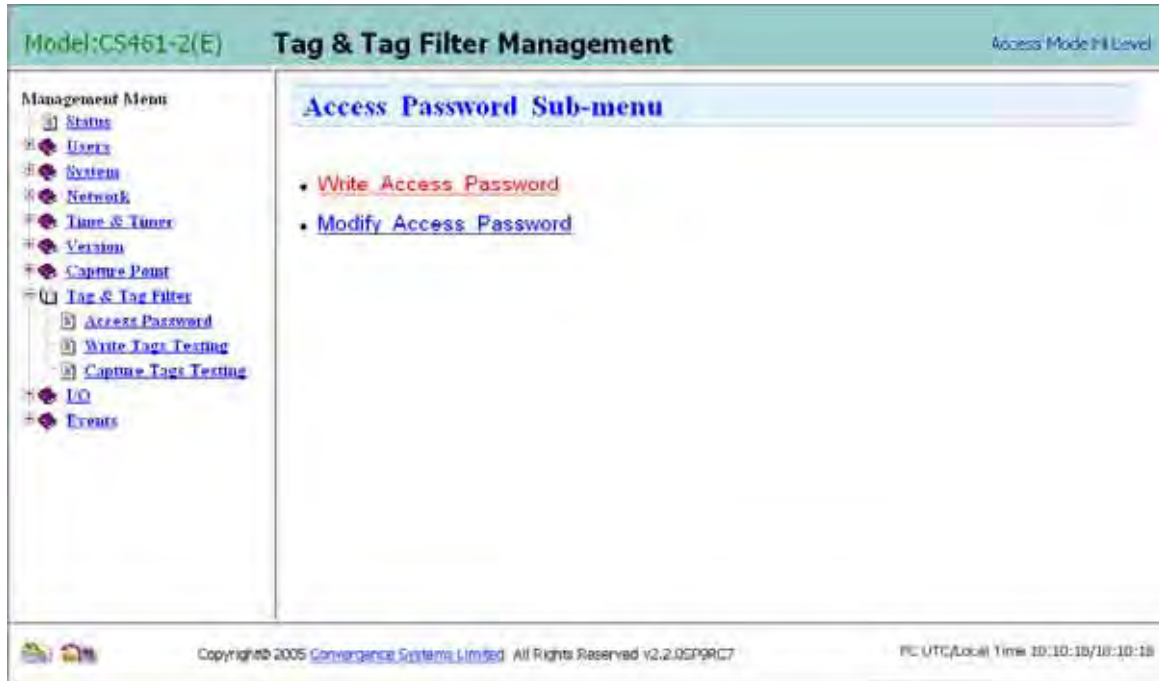 Model:CS461-2(E)
Tag & Tag Filter Management
Access Mode Hi Level
Management Menu
Status
Users
System
Network
Time & Timer
Version
Capture Point
Tag & Tag Filter
Access Password
Write Tags Testing
Capture Tags Testing
I/O
Events
Access Password Sub-menu
• Write Access Password
• Modify Access Password
Copyright© 2005 Convergence Systems Limited All Rights Reserved v2.2.0SP9RC7
PC UTC/Local Time 10:10:18/18:10:18